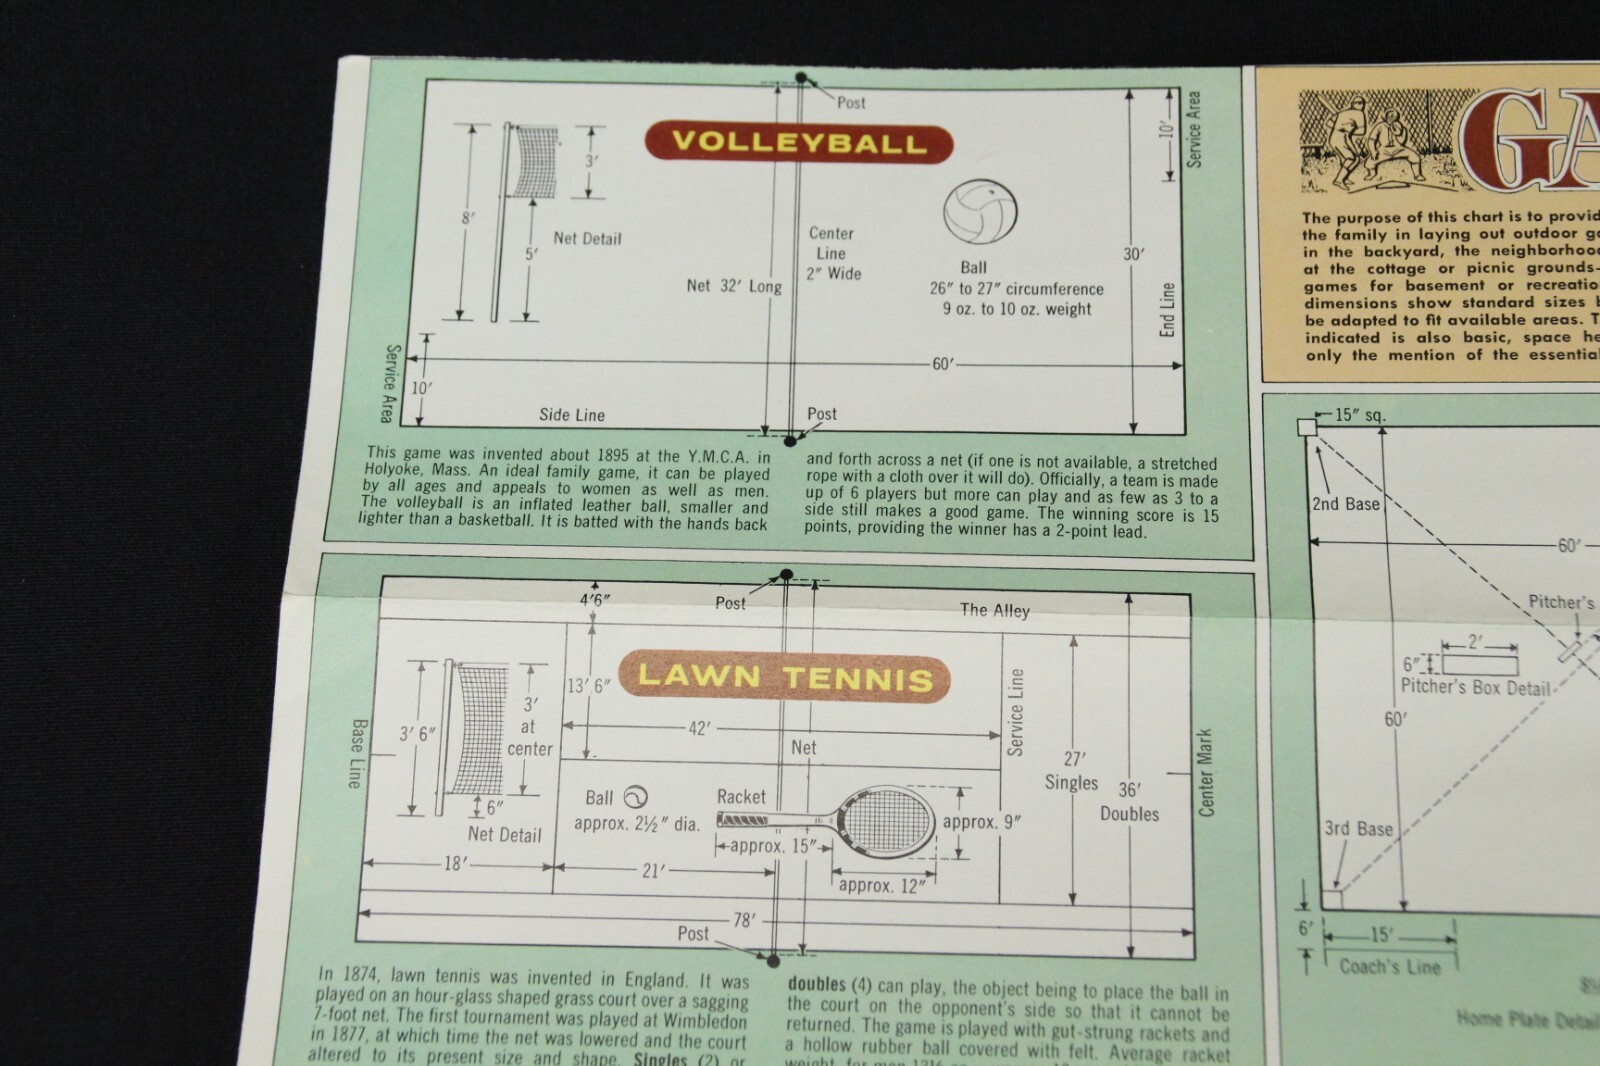 VOLLEYBALL
Post
10'
Service Area
3'
8'
5'
Net Detail
Center
Line
2" Wide
Net 32' Long
Ball
26" to 27" circumference
9 oz. to 10 oz. weight
30'
End Line
60'
Service Area
10'
Side Line
Post
This game was invented about 1895 at the Y.M.C.A. in
Holyoke, Mass. An ideal family game, it can be played
by all ages and appeals to women as well as men.
The volleyball is an inflated leather ball, smaller and
lighter than a basketball. It is batted with the hands back
and forth across a net (if one is not available, a stretched
rope with a cloth over it will do). Officially, a team is made
up of 6 players but more can play and as few as 3 to a
side still makes a good game. The winning score is 15
points, providing the winner has a 2-point lead.
GA
The purpose of this chart is to provid
the family in laying out outdoor
in the backyard, the neighborhoo
at the cottage or picnic grounds-
games for basement or recreatio
dimensions show standard sizes
be adapted to fit available areas. T
indicated is also basic, space he
only the mention of the essential
4'6"
Post
The Alley
LAWN TENNIS
13' 6"
3'
at
center
3' 6"
42'
Net
Service Line
Base Line
27'
Singles
36'
Doubles
Center Mark
Ball
approx. 2½" dia.
Racket
approx. 9"
6"
Net Detail
approx. 15"
approx. 12"
18'
21'
78'
Post
In 1874, lawn tennis was invented in England. It was
played on an hour-glass shaped grass court over a sagging
7-foot net. The first tournament was played at Wimbledon
in 1877, at which time the net was lowered and the court
altered to its present size and shape. Singles (2) or
doubles (4) can play, the object being to place the ball in
the court on the opponent's side so that it cannot be
returned. The game is played with gut-strung rackets and
a hollow rubber ball covered with felt. Average racket
15" sq.
2nd Base
60'
Pitcher's
2'
6"
Pitcher's Box Detail
60'
3rd Base
6'
15'
Coach's Line
Home Plate Detail